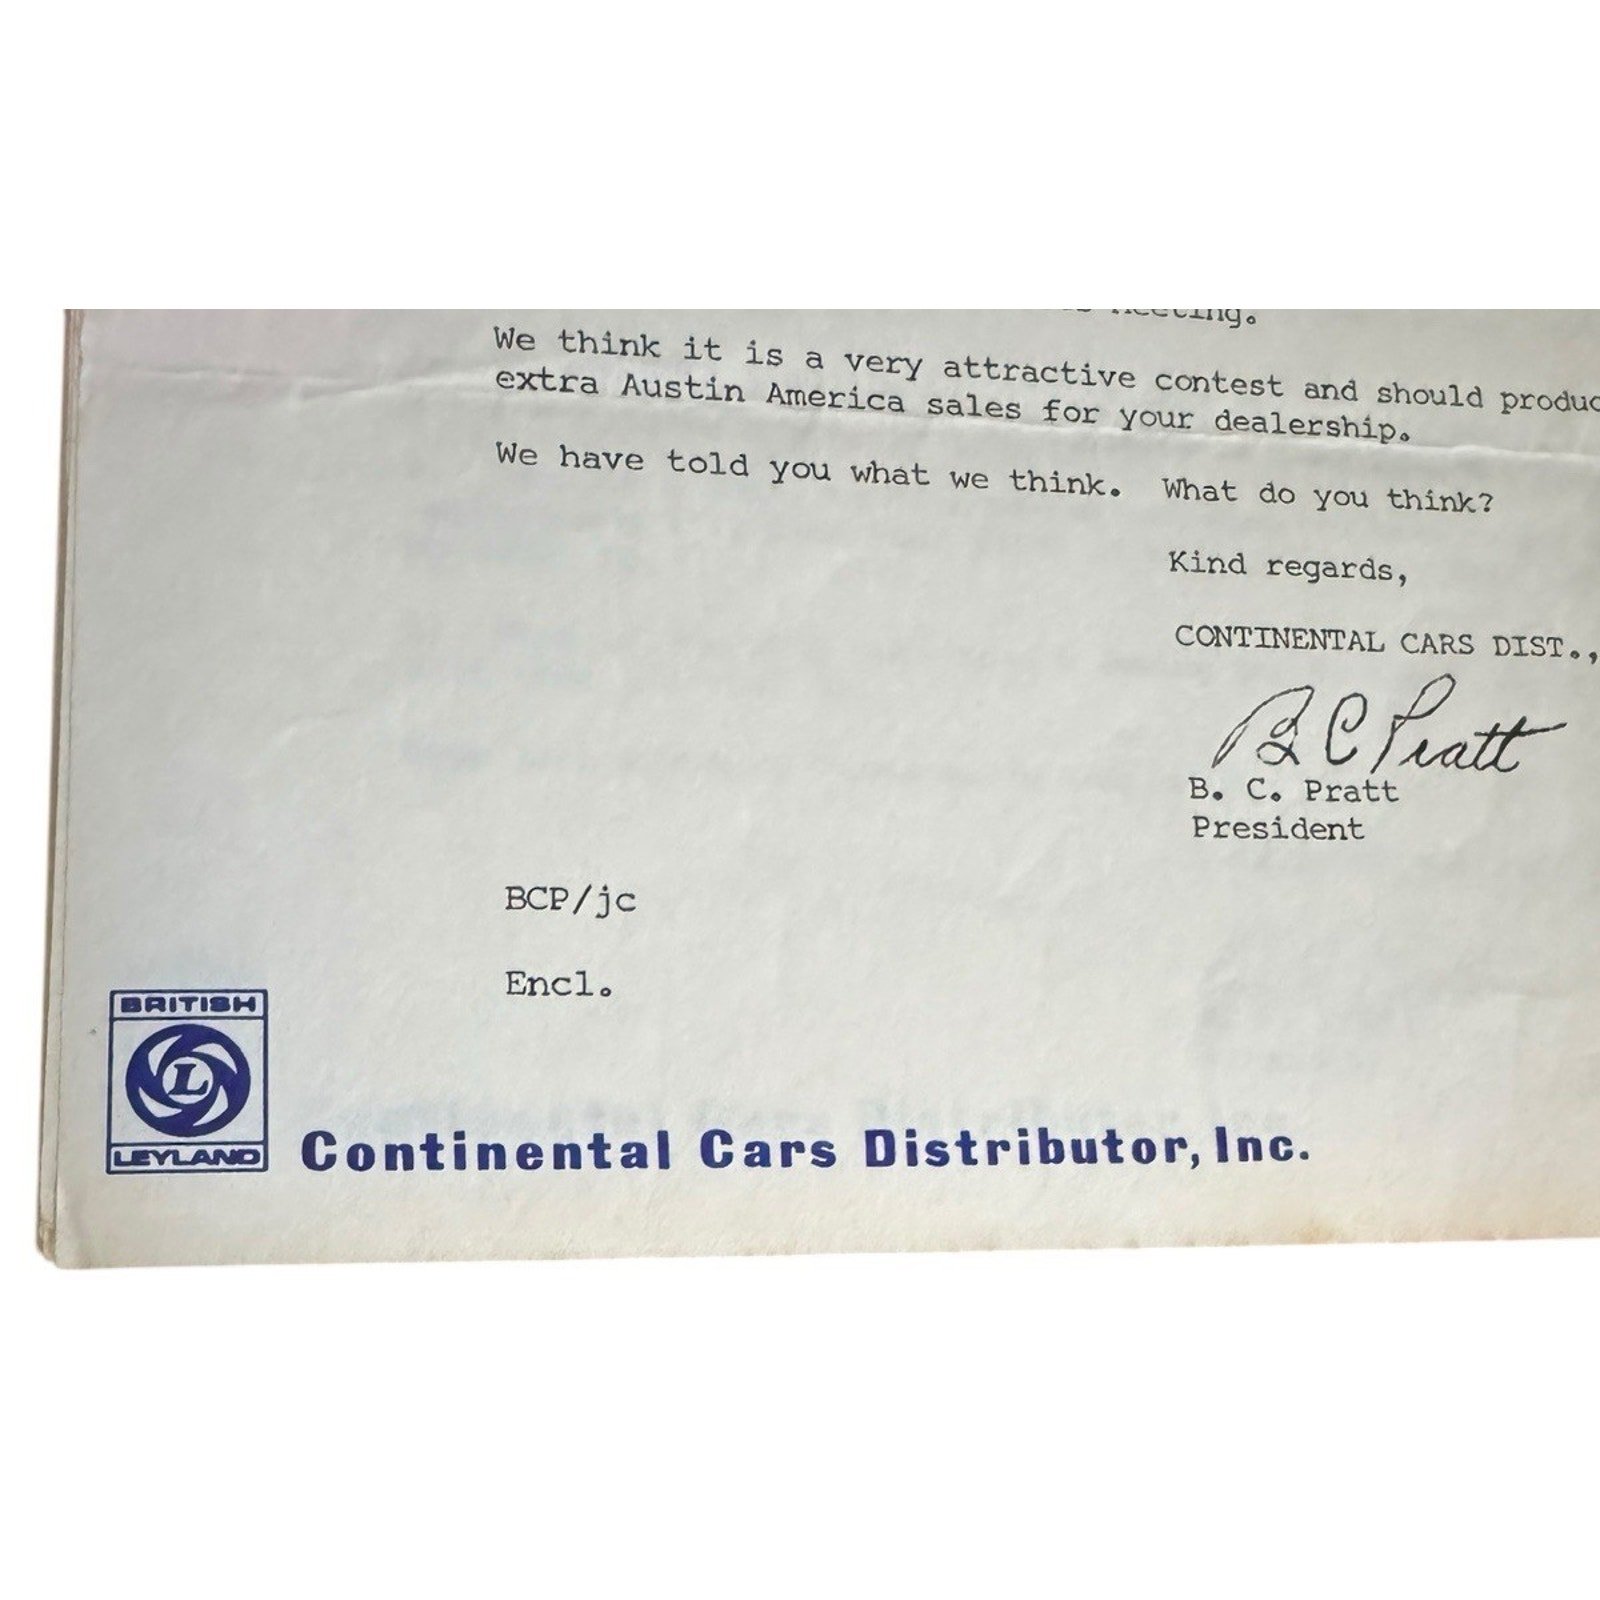 We think it is a very attractive contest and should
extra Austin America sales for your dealership.
We have told you what we think. What do you think?
Kind regards,
CONTINENTAL CARS DIST.,
B C Pratt
B. C. Pratt
President
BCP/jc
Encl.
BRITISH
L
LEYLAND
Continental Cars Distributor, Inc.